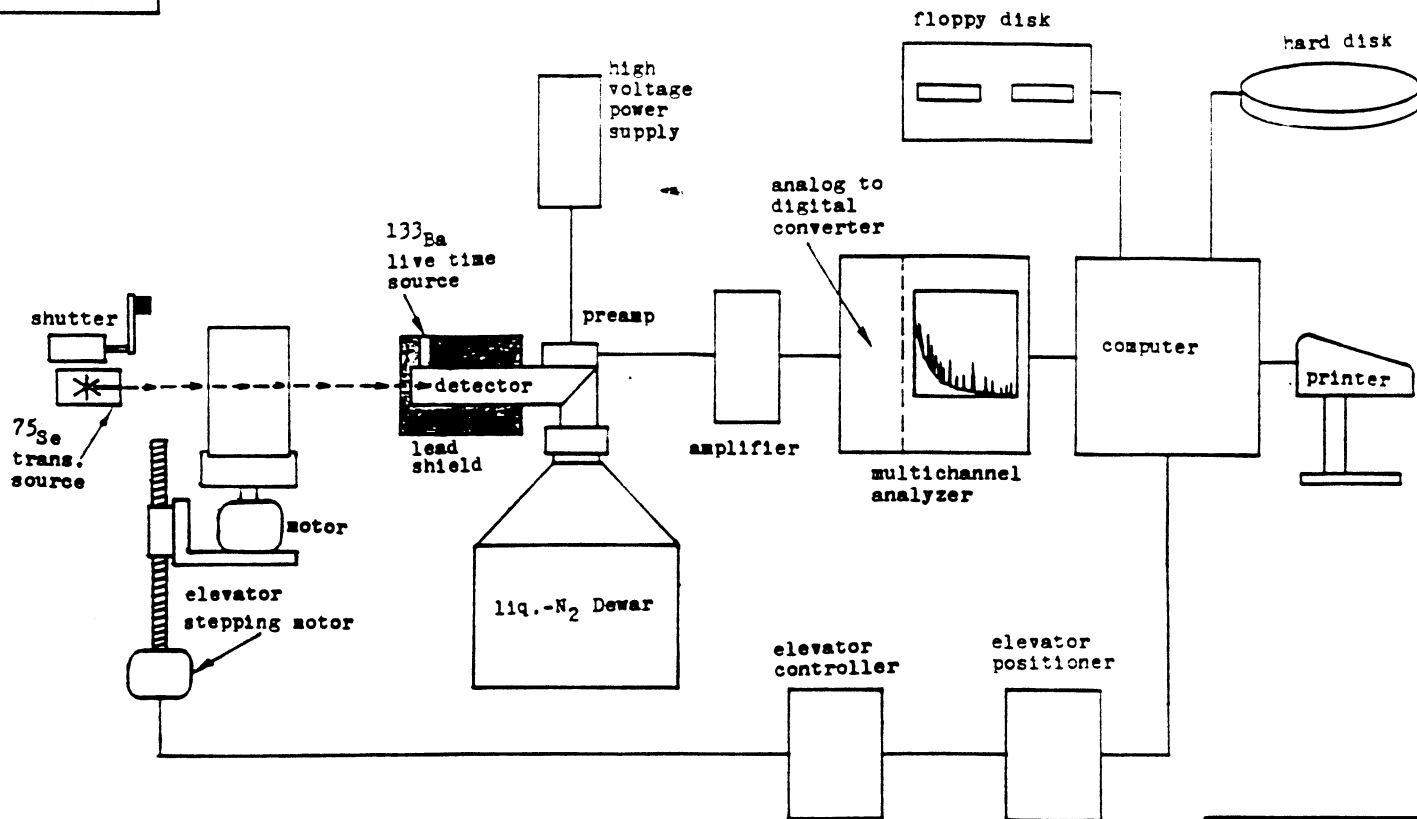 floppy disk
hard disk
high
voltage
power
supply
analog to
digital
converter
133Ba
live time
source
shutter
preamp
detector
computer
printer
75Se
trans.
source
lead
shield
amplifier
multichannel
analyzer
motor
elevator
stepping motor
liq.-N2 Dewar
elevator
controller
elevator
positioner